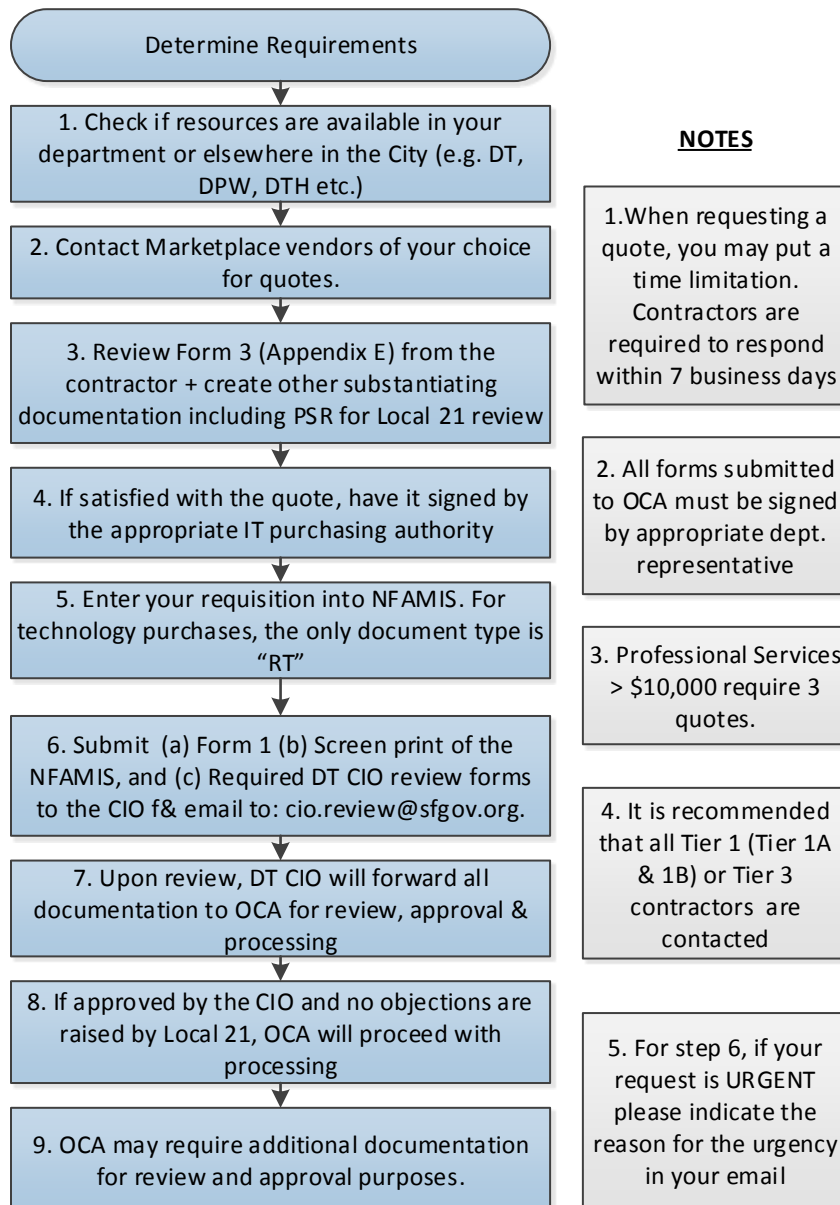 Determine Requirements
1. Check if resources are available in your
department or elsewhere in the City (e.g. DT,
DPW, DTH etc.)
2. Contact Marketplace vendors of your choice
for quotes.
3. Review Form 3 (Appendix E) from the
contractor + create other substantiating
documentation including PSR for Local 21 review
4. If satisfied with the quote, have it signed by
the appropriate IT purchasing authority
5. Enter your requisition into NFAMIS. For
technology purchases, the only document type is
“RT”
6. Submit (a) Form 1 (b) Screen print of the
NFAMIS, and (c) Required DT CIO review forms
to the CIO f& email to: cio.review@sfgov.org.
7. Upon review, DT CIO will forward all
documentation to OCA for review, approval &
processing
8. If approved by the CIO and no objections are
raised by Local 21, OCA will proceed with
processing
9. OCA may require additional documentation
for review and approval purposes.
NOTES
1.When requesting a
quote, you may put a
time limitation.
Contractors are
required to respond
within 7 business days
2. All forms submitted
to OCA must be signed
by appropriate dept.
representative
3. Professional Services
> $10,000 require 3
quotes.
4. It is recommended
that all Tier 1 (Tier 1A
& 1B) or Tier 3
contractors are
contacted
5. For step 6, if your
request is URGENT
please indicate the
reason for the urgency
in your email